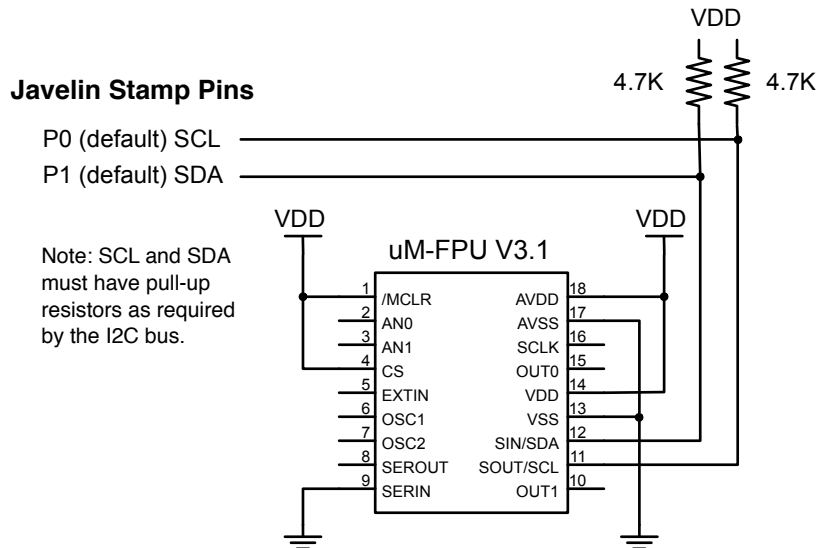 VDD
4.7K
4.7K
Javelin Stamp Pins
P0 (default) SCL
P1 (default) SDA
Note: SCL and SDA
must have pull-up
resistors as required
by the I2C bus.
VDD
VDD
uM-FPU V3.1
1 /MCLR AVDD 18
2 AN0 AVSS 17
3 AN1 SCLK 16
4 CS OUT0 15
5 EXTIN VDD 14
6 OSC1 VSS 13
7 OSC2 SIN/SDA 12
8 SEROUT SOUT/SCL 11
9 SERIN OUT1 10